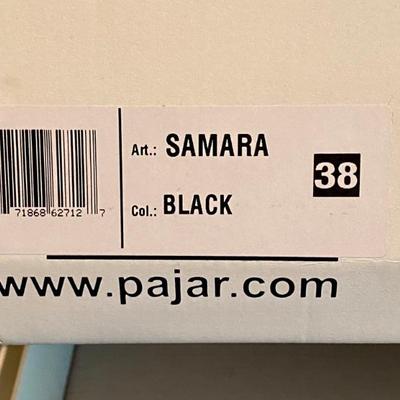 Art.: SAMARA
38
Col.: BLACK
71868 62712 7
www.pajar.com